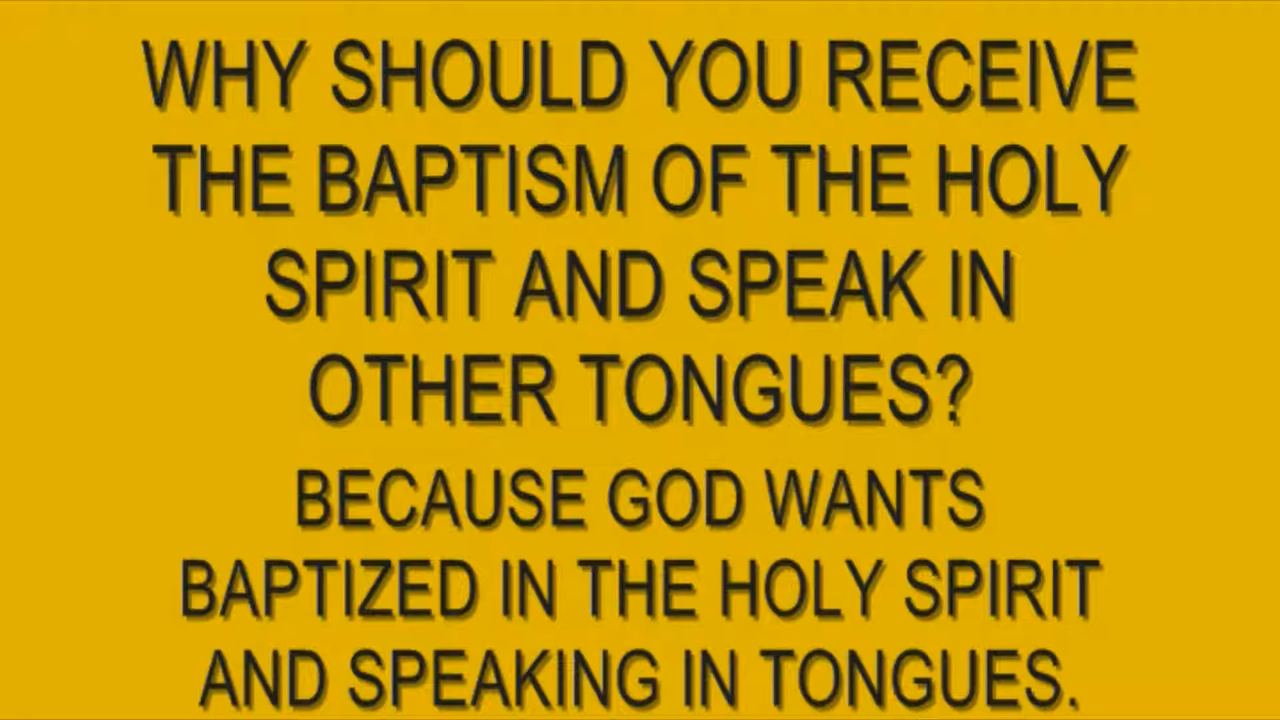 WHY SHOULD YOU RECEIVE
THE BAPTISM OF THE HOLY
SPIRIT AND SPEAK IN
OTHER TONGUES?
BECAUSE GOD WANTS
BAPTIZED IN THE HOLY SPIRIT
AND SPEAKING IN TONGUES.